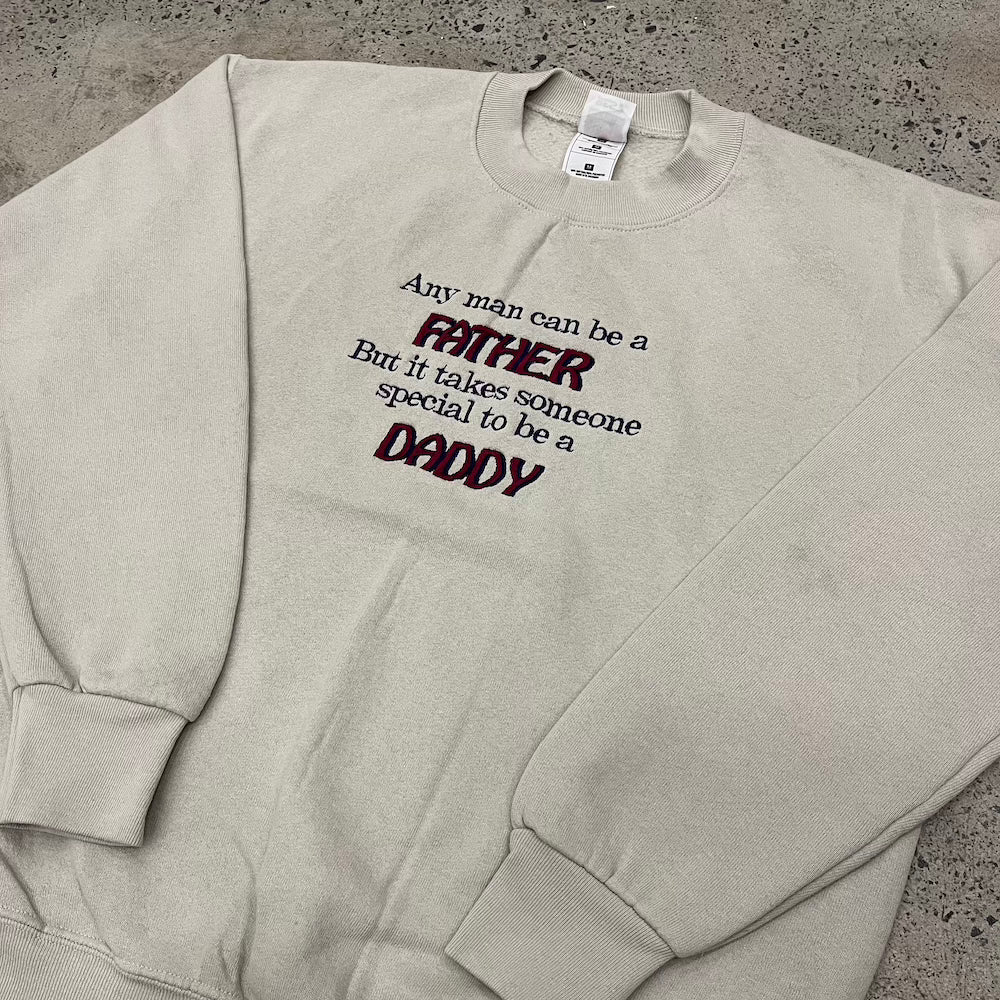 Any man can be a
FATHER
But it takes someone
special to be a
DADDY